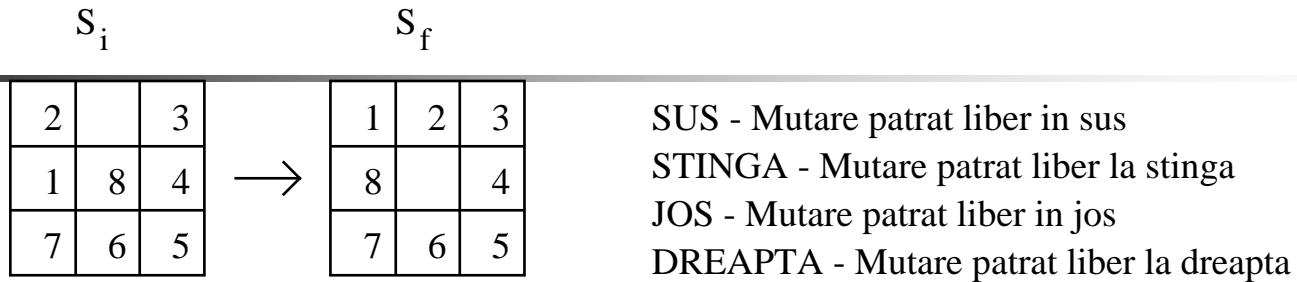 S_i S_f
2 3 1 2 3 SUS - Mutare patrat liber in sus
1 8 4 8 4 STINGA - Mutare patrat liber la stinga
7 6 5 7 6 5 JOS - Mutare patrat liber in jos
DREAPTA - Mutare patrat liber la dreapta